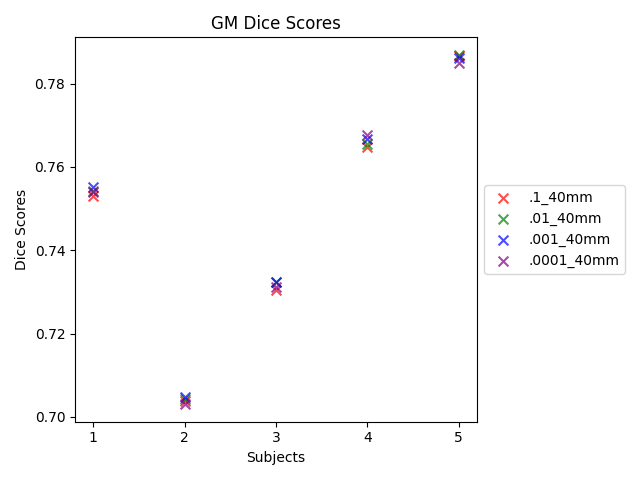 GM Dice Scores
Dice Scores
0.78
0.76
0.74
0.72
0.70
1 2 3 4 5
Subjects
.1_40mm
.01_40mm
.001_40mm
.0001_40mm